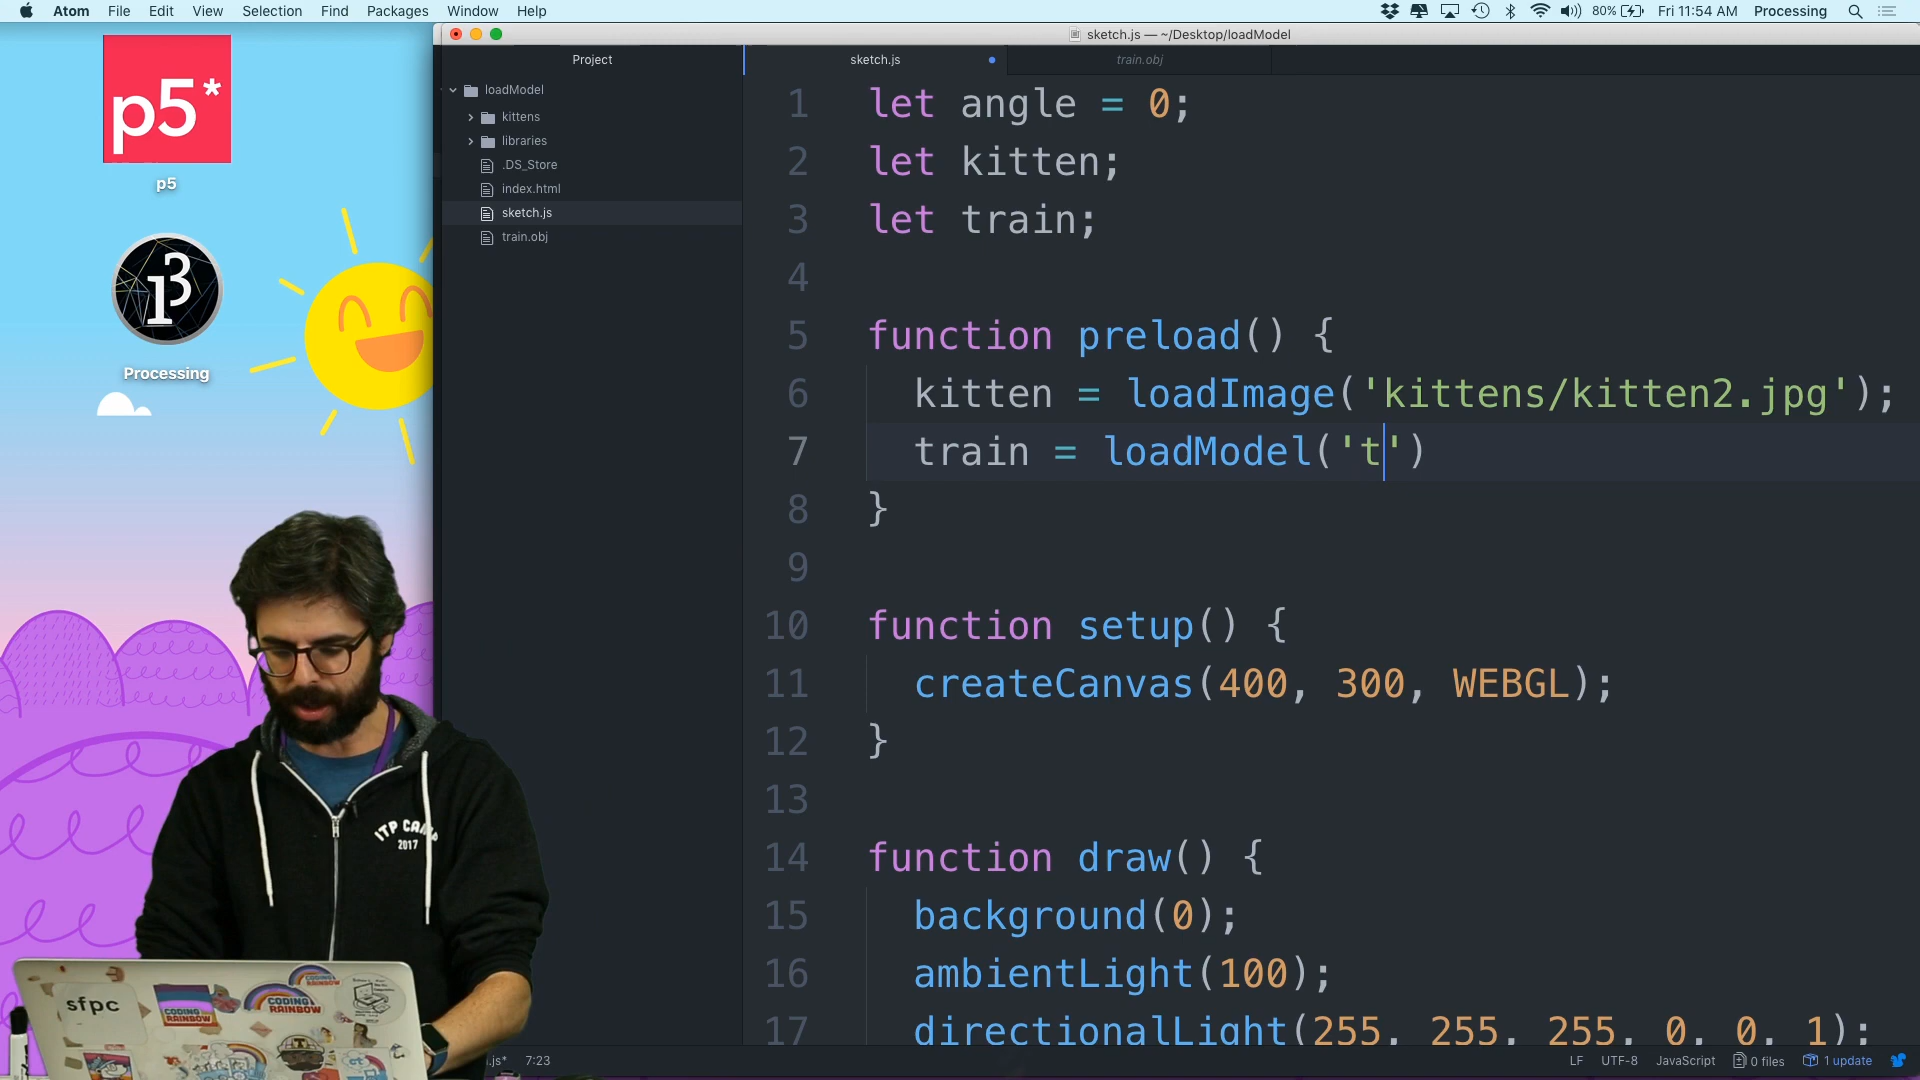 Atom File Edit View Selection Find Packages Window Help
80% Fri 11:54 AM Processing
sketch.js — ~/Desktop/loadModel
Project
sketch.js
train.obj
loadModel
kittens
libraries
.DS_Store
index.html
sketch.js
train.obj
p5*
p5
Processing
1 let angle = 0;
2 let kitten;
3 let train;
4
5 function preload() {
6 kitten = loadImage('kittens/kitten2.jpg');
7 train = loadModel('t')
8 }
9
10 function setup() {
11 createCanvas(400, 300, WEBGL);
12 }
13
14 function draw() {
15 background(0);
16 ambientLight(100);
17 directionalLight(255, 255, 255, 0, 0, 1);
ITP CAMP
2017
sfpc
CODING
RAINBOW
CODING
RAINBOW
.js*
7:23
LF UTF-8 JavaScript 0 files 1 update